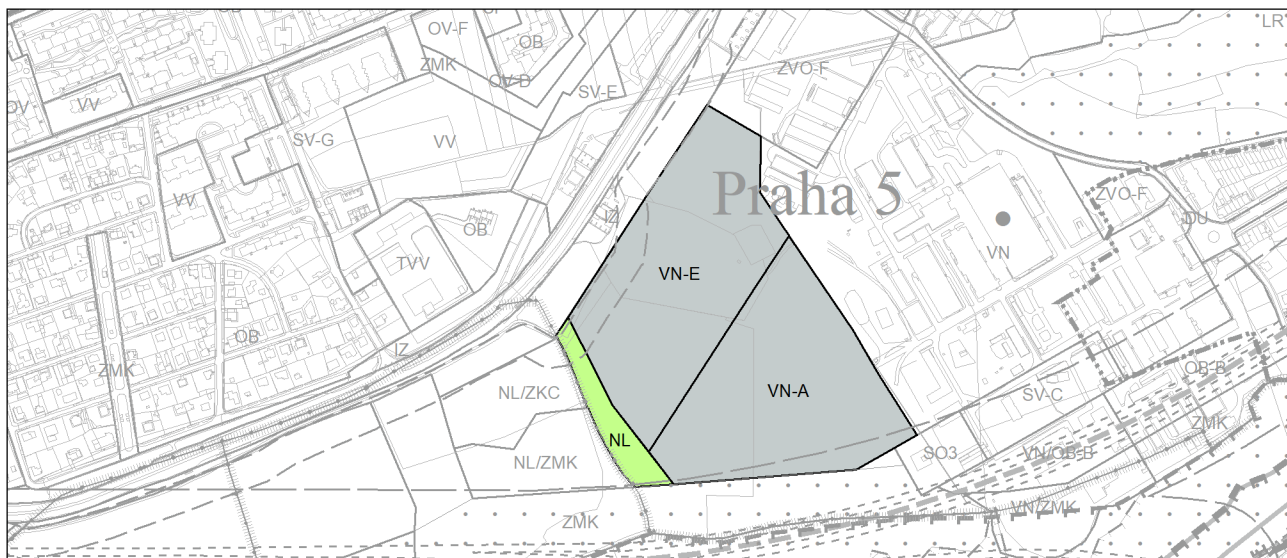 OB
LR
OV-F
OB
ZMK
ZVO-F
OV-D
SV-E
VV
OV
SV-G
VV
Praha 5
VV
ZVO-F
IZ
OB
DU
VN
TVV
VN-E
OB
IZ
ZMK
OB-B
NL/ZKC
VN-A
SV-C
ZMK
NL
SO3
VN/OB-B
NL/ZMK
VN/ZMK
ZMK